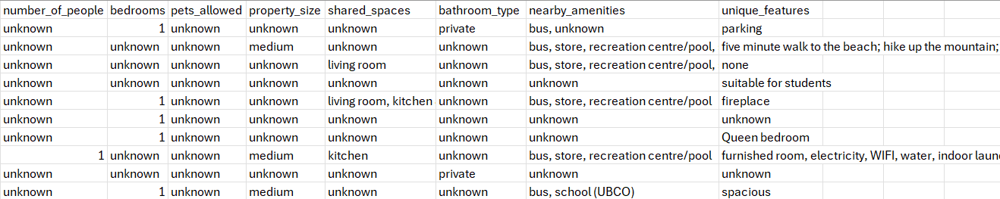 number_of_people bedrooms pets_allowed property_size shared_spaces bathroom_type nearby_amenities unique_features
unknown 1 unknown unknown unknown private bus, unknown parking
unknown unknown unknown medium unknown unknown bus, store, recreation centre/pool, five minute walk to the beach; hike up the mountain;
unknown unknown unknown unknown living room unknown bus, store, recreation centre/pool, none
unknown unknown unknown unknown unknown unknown unknown suitable for students
unknown 1 unknown unknown living room, kitchen unknown bus, store, recreation centre/pool fireplace
unknown 1 unknown unknown unknown unknown unknown unknown
unknown 1 unknown unknown unknown unknown unknown Queen bedroom
1 unknown unknown medium kitchen unknown bus, store, recreation centre/pool furnished room, electricity, WIFI, water, indoor
unknown unknown unknown unknown unknown private unknown unknown
unknown 1 unknown medium unknown unknown bus, school (UBCO) spacious